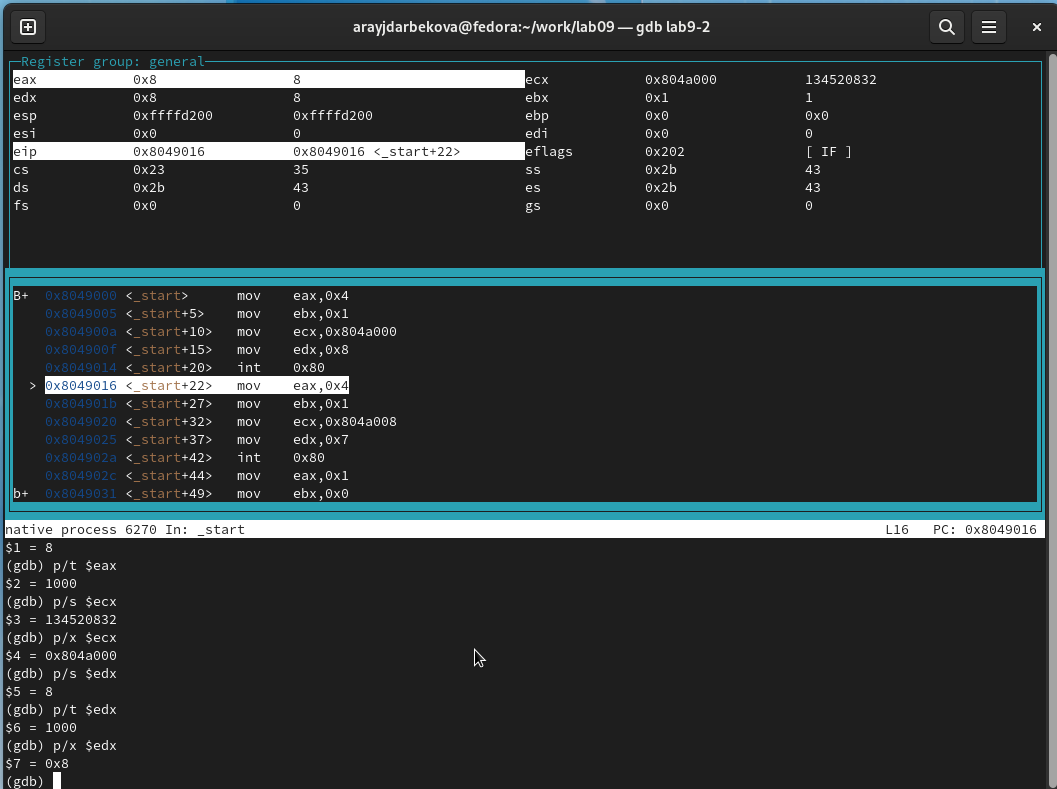 arayjdarbekova@fedora:~/work/lab09 — gdb lab9-2
Register group: general
eax 0x8 8 ecx 0x804a000 134520832
edx 0x8 8 ebx 0x1 1
esp 0xffffd200 0xffffd200 ebp 0x0 0x0
esi 0x0 0 edi 0x0 0
eip 0x8049016 0x8049016 <_start+22> eflags 0x202 [ IF ]
cs 0x23 35 ss 0x2b 43
ds 0x2b 43 es 0x2b 43
fs 0x0 0 gs 0x0 0
B+ 0x8049000 <_start> mov eax,0x4
0x8049005 <_start+5> mov ebx,0x1
0x804900a <_start+10> mov ecx,0x804a000
0x804900f <_start+15> mov edx,0x8
0x8049014 <_start+20> int 0x80
> 0x8049016 <_start+22> mov eax,0x4
0x804901b <_start+27> mov ebx,0x1
0x8049020 <_start+32> mov ecx,0x804a008
0x8049025 <_start+37> mov edx,0x7
0x804902a <_start+42> int 0x80
0x804902c <_start+44> mov eax,0x1
b+ 0x8049031 <_start+49> mov ebx,0x0
native process 6270 In: _start L16 PC: 0x8049016
$1 = 8
(gdb) p/t $eax
$2 = 1000
(gdb) p/s $ecx
$3 = 134520832
(gdb) p/x $ecx
$4 = 0x804a000
(gdb) p/s $edx
$5 = 8
(gdb) p/t $edx
$6 = 1000
(gdb) p/x $edx
$7 = 0x8
(gdb)